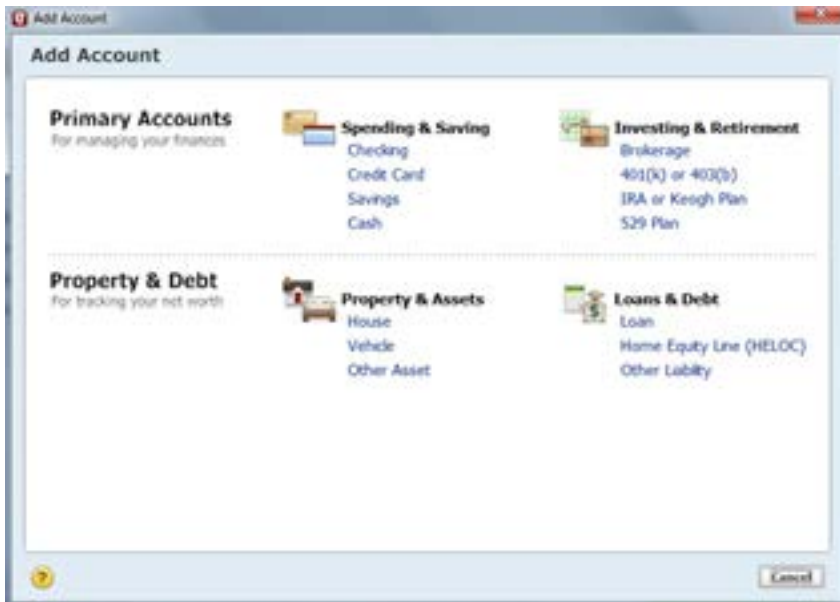 Add Account
Add Account
Primary Accounts
For managing your finances
Spending & Saving
Checking
Credit Card
Savings
Cash
Investing & Retirement
Brokerage
401(k) or 403(b)
IRA or Keogh Plan
529 Plan
Property & Debt
For tracking your net worth
Property & Assets
House
Vehicle
Other Asset
Loans & Debt
Loan
Home Equity Line (HELOC)
Other Liability
?
Cancel